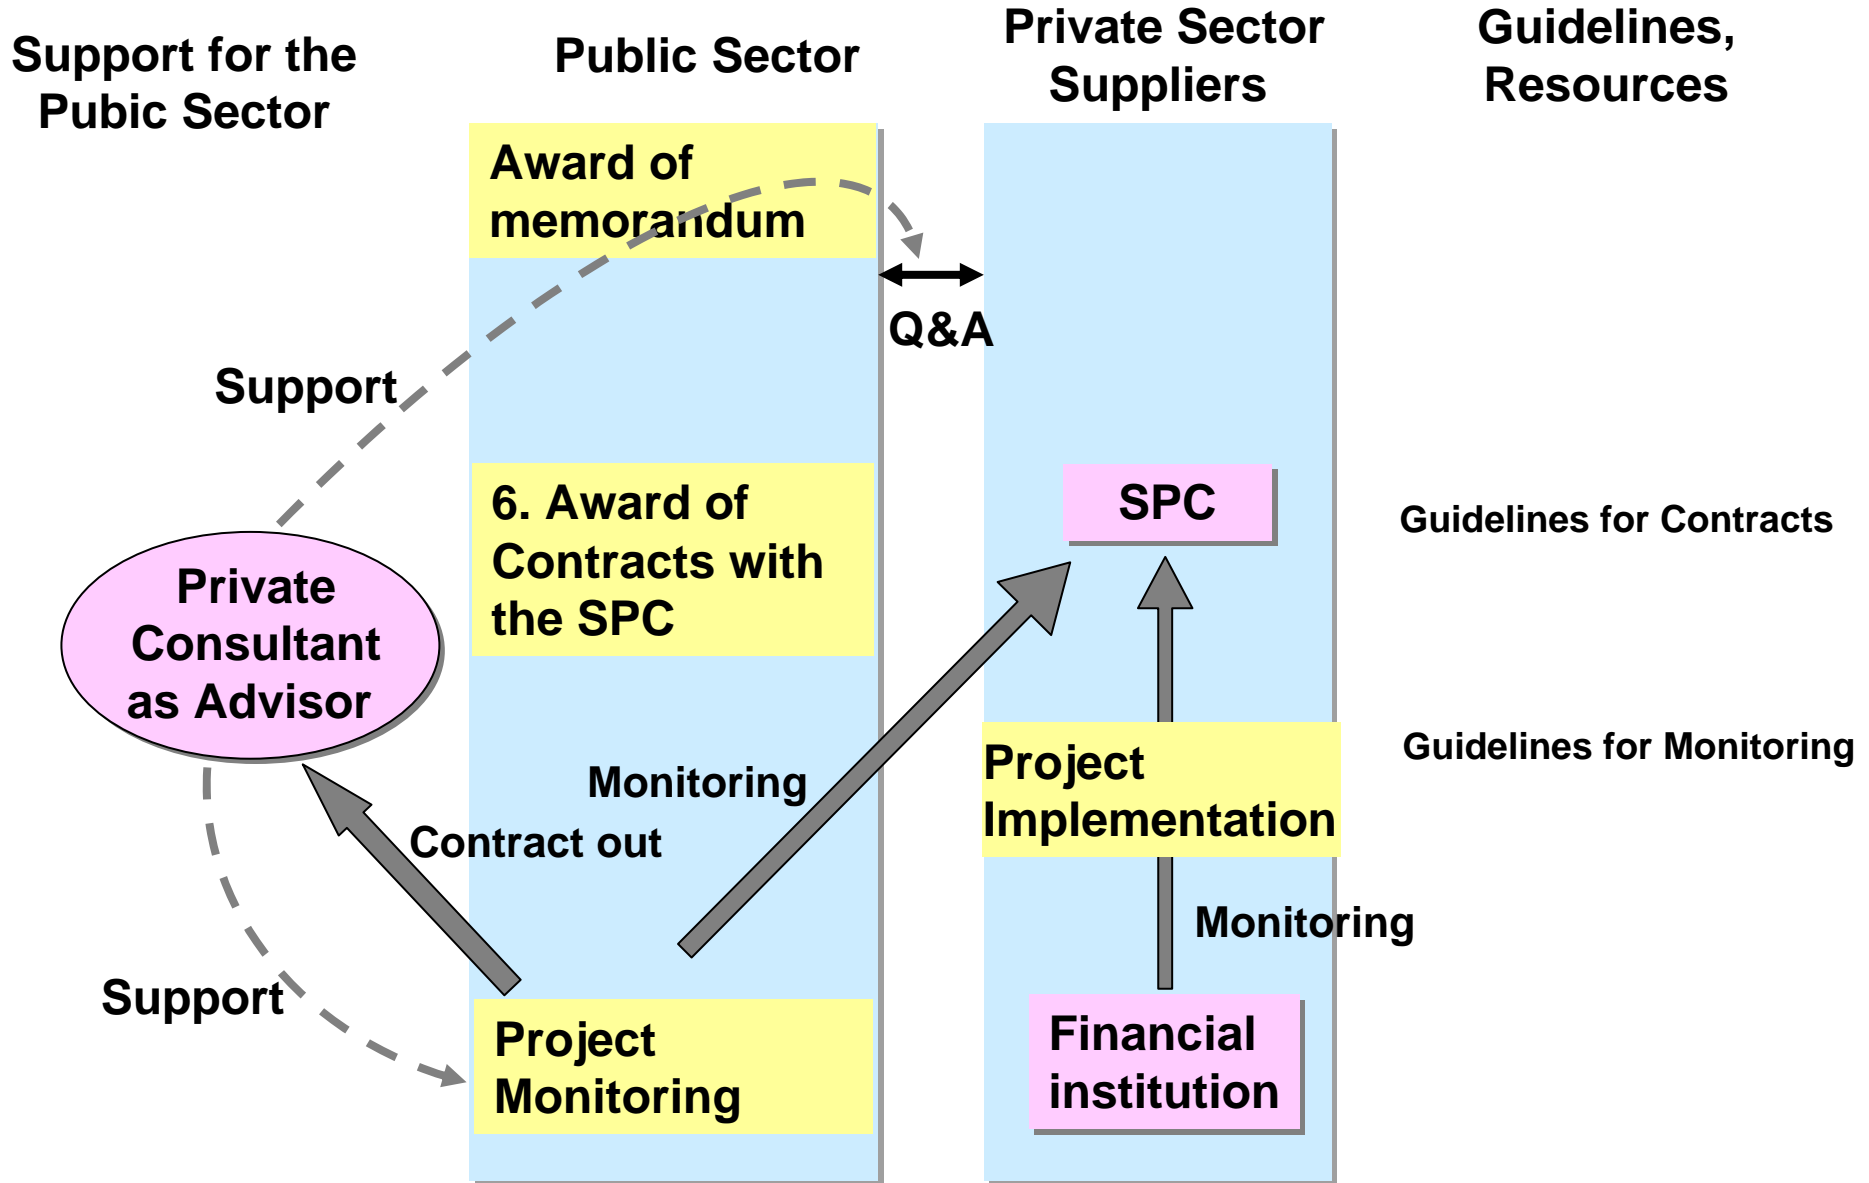 Support for the
Pubic Sector
Public Sector
Private Sector
Suppliers
Guidelines,
Resources
Award of
memorandum
Q&A
Support
6. Award of
Contracts with
the SPC
SPC
Guidelines for Contracts
Private
Consultant
as Advisor
Monitoring
Contract out
Project
Implementation
Guidelines for Monitoring
Monitoring
Support
Project
Monitoring
Financial
institution